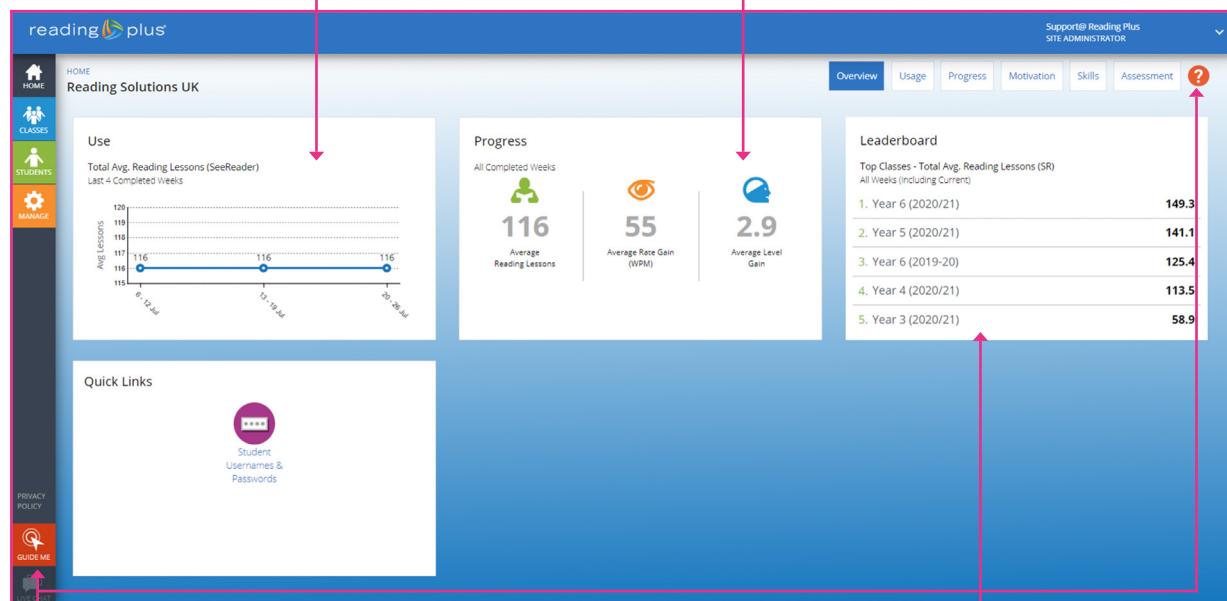 reading plus
Support@ Reading Plus
SITE ADMINISTRATOR
HOME
CLASSES
STUDENTS
MANAGE
PRIVACY
POLICY
GUIDE ME
LIVE CHAT
HOME
Reading Solutions UK
Overview
Usage
Progress
Motivation
Skills
Assessment
?
Use
Total Avg. Reading Lessons (SeeReader)
Last 4 Completed Weeks
Avg Lessons
120
119
118
117
116
115
116
116
116
6 - 12 Jul
13 - 19 Jul
20 - 26 Jul
Progress
All Completed Weeks
116
Average
Reading Lessons
55
Average Rate Gain
(WPM)
2.9
Average Level
Gain
Leaderboard
Top Classes - Total Avg. Reading Lessons (SR)
All Weeks (Including Current)
1. Year 6 (2020/21) 149.3
2. Year 5 (2020/21) 141.1
3. Year 6 (2019-20) 125.4
4. Year 4 (2020/21) 113.5
5. Year 3 (2020/21) 58.9
Quick Links
Student
Usernames &
Passwords